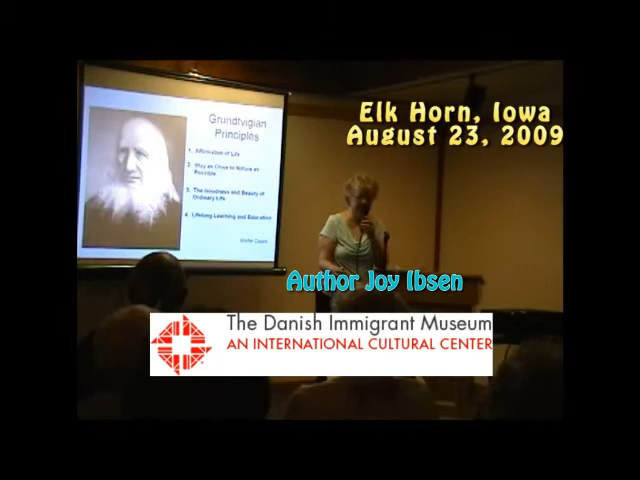 Elk Horn, Iowa
August 23, 2009
Grundtvigian
Principles
1. Affirmation of Life
2. Stay as Close to Nature as
Possible
3. The Goodness and Beauty of
Ordinary Life
4. Lifelong Learning and Education
Author Joy Ibsen
The Danish Immigrant Museum
AN INTERNATIONAL CULTURAL CENTER